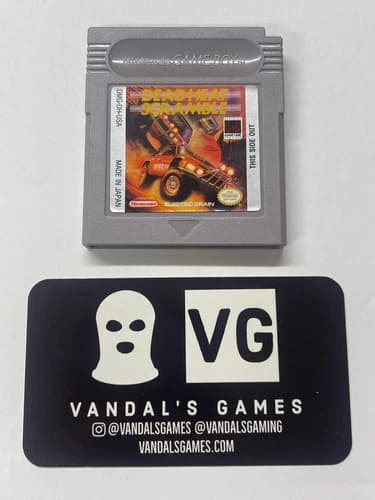 Nintendo GAME BOY
DMG-DH-USA
MADE IN JAPAN
DEAD HEAT
SCRAMBLE
THIS SIDE OUT
Nintendo
ELECTRO BRAIN
VG
VANDAL'S GAMES
@VANDALSGAMES @VANDALSGAMING
VANDALSGAMES.COM